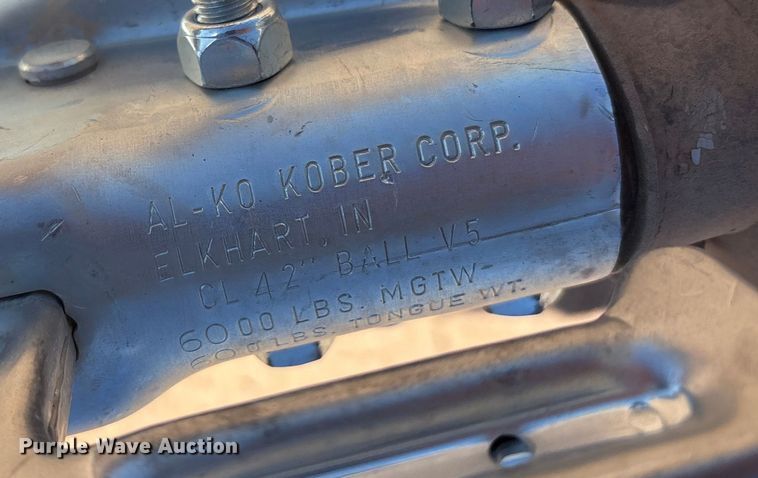 AL-KO KOBER CORP.
ELKHART, IN
CL 4 2" BALL V5
6000 LBS. MGTW
600 LBS. TONGUE WT.
Purple Wave Auction